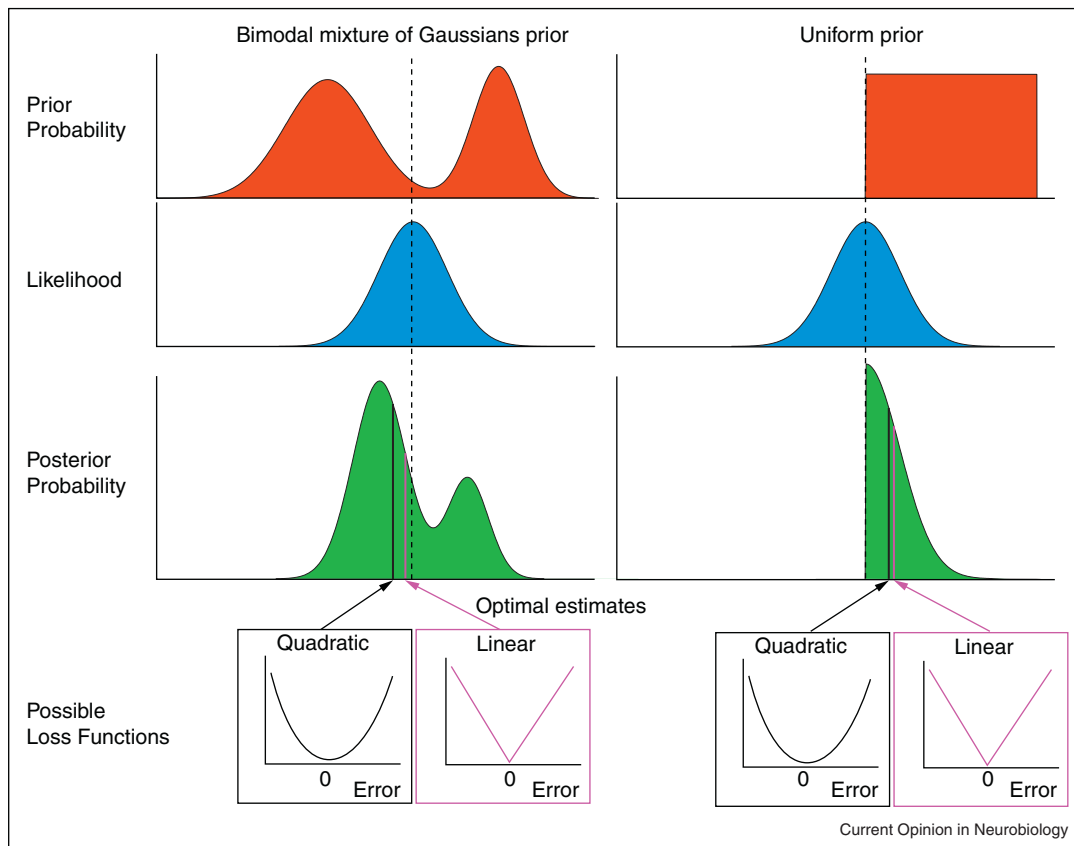 Bimodal mixture of Gaussians prior
Uniform prior
Prior
Probability
Likelihood
Posterior
Probability
Optimal estimates
Quadratic
Linear
Quadratic
Linear
Possible
Loss Functions
0
0
0
0
Error
Error
Error
Error
Current Opinion in Neurobiology